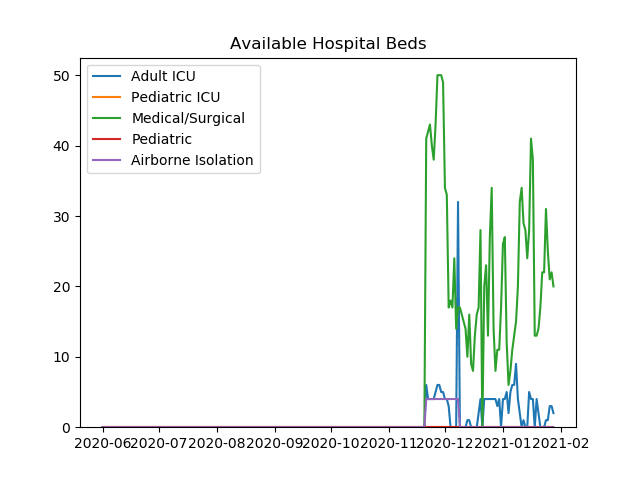 Available Hospital Beds
50
40
30
20
10
0
Adult ICU
Pediatric ICU
Medical/Surgical
Pediatric
Airborne Isolation
2020-06 2020-07 2020-08 2020-09 2020-10 2020-11 2020-12 2021-01 2021-02